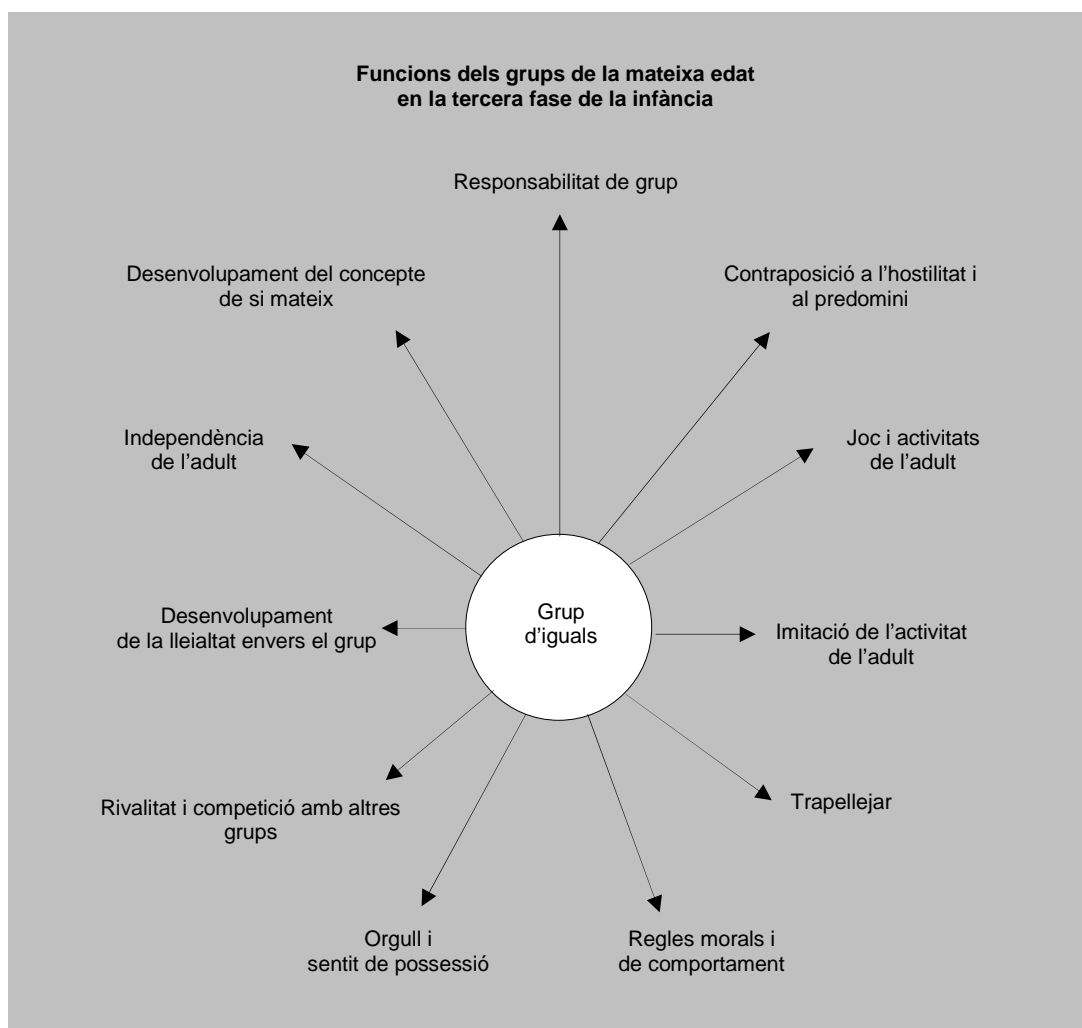 Funcions dels grups de la mateixa edat
en la tercera fase de la infància
Responsabilitat de grup
Desenvolupament del concepte
de si mateix
Contraposició a l’hostilitat i
al predomini
Independència
de l’adult
Joc i activitats
de l’adult
Grup
d’iguals
Desenvolupament
de la lleialtat envers el grup
Imitació de l’activitat
de l’adult
Rivalitat i competició amb altres
grups
Trapellejar
Orgull i
sentit de possessió
Regles morals i
de comportament